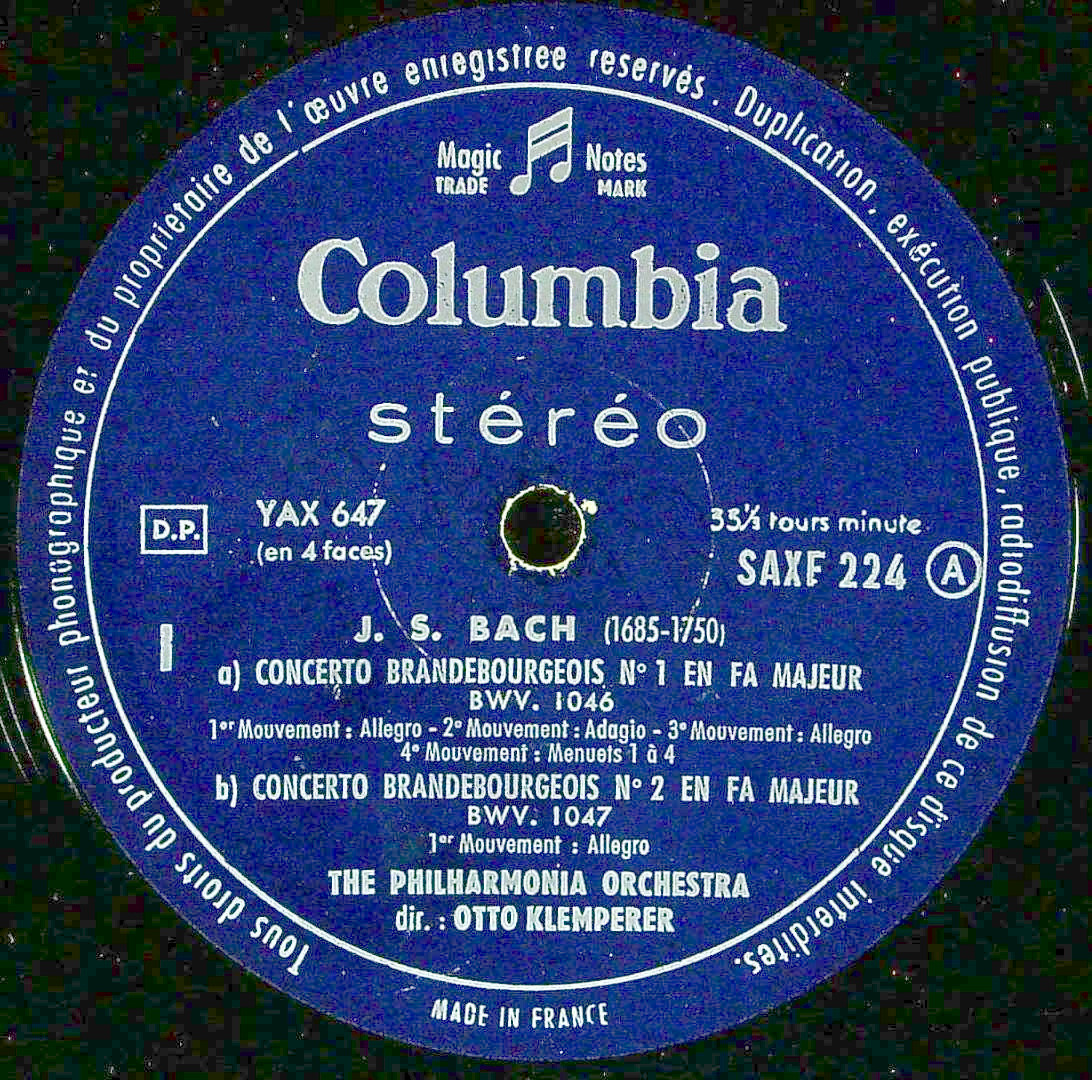 Tous droits du producteur phonographique et du proprietaire de l'œuvre enregistree reservés. Duplication, exécution publique, radiodiffusion de ce disque interdites.
Magic Notes
TRADE MARK
Columbia
stéréo
D.P.
YAX 647
(en 4 faces)
33⅓ tours minute
SAXF 224 A
I
J. S. BACH (1685-1750)
a) CONCERTO BRANDEBOURGEOIS N° 1 EN FA MAJEUR
BWV. 1046
1er Mouvement : Allegro - 2e Mouvement : Adagio - 3e Mouvement : Allegro
4e Mouvement : Menuets 1 à 4
b) CONCERTO BRANDEBOURGEOIS N° 2 EN FA MAJEUR
BWV. 1047
1er Mouvement : Allegro
THE PHILHARMONIA ORCHESTRA
dir. : OTTO KLEMPERER
MADE IN FRANCE